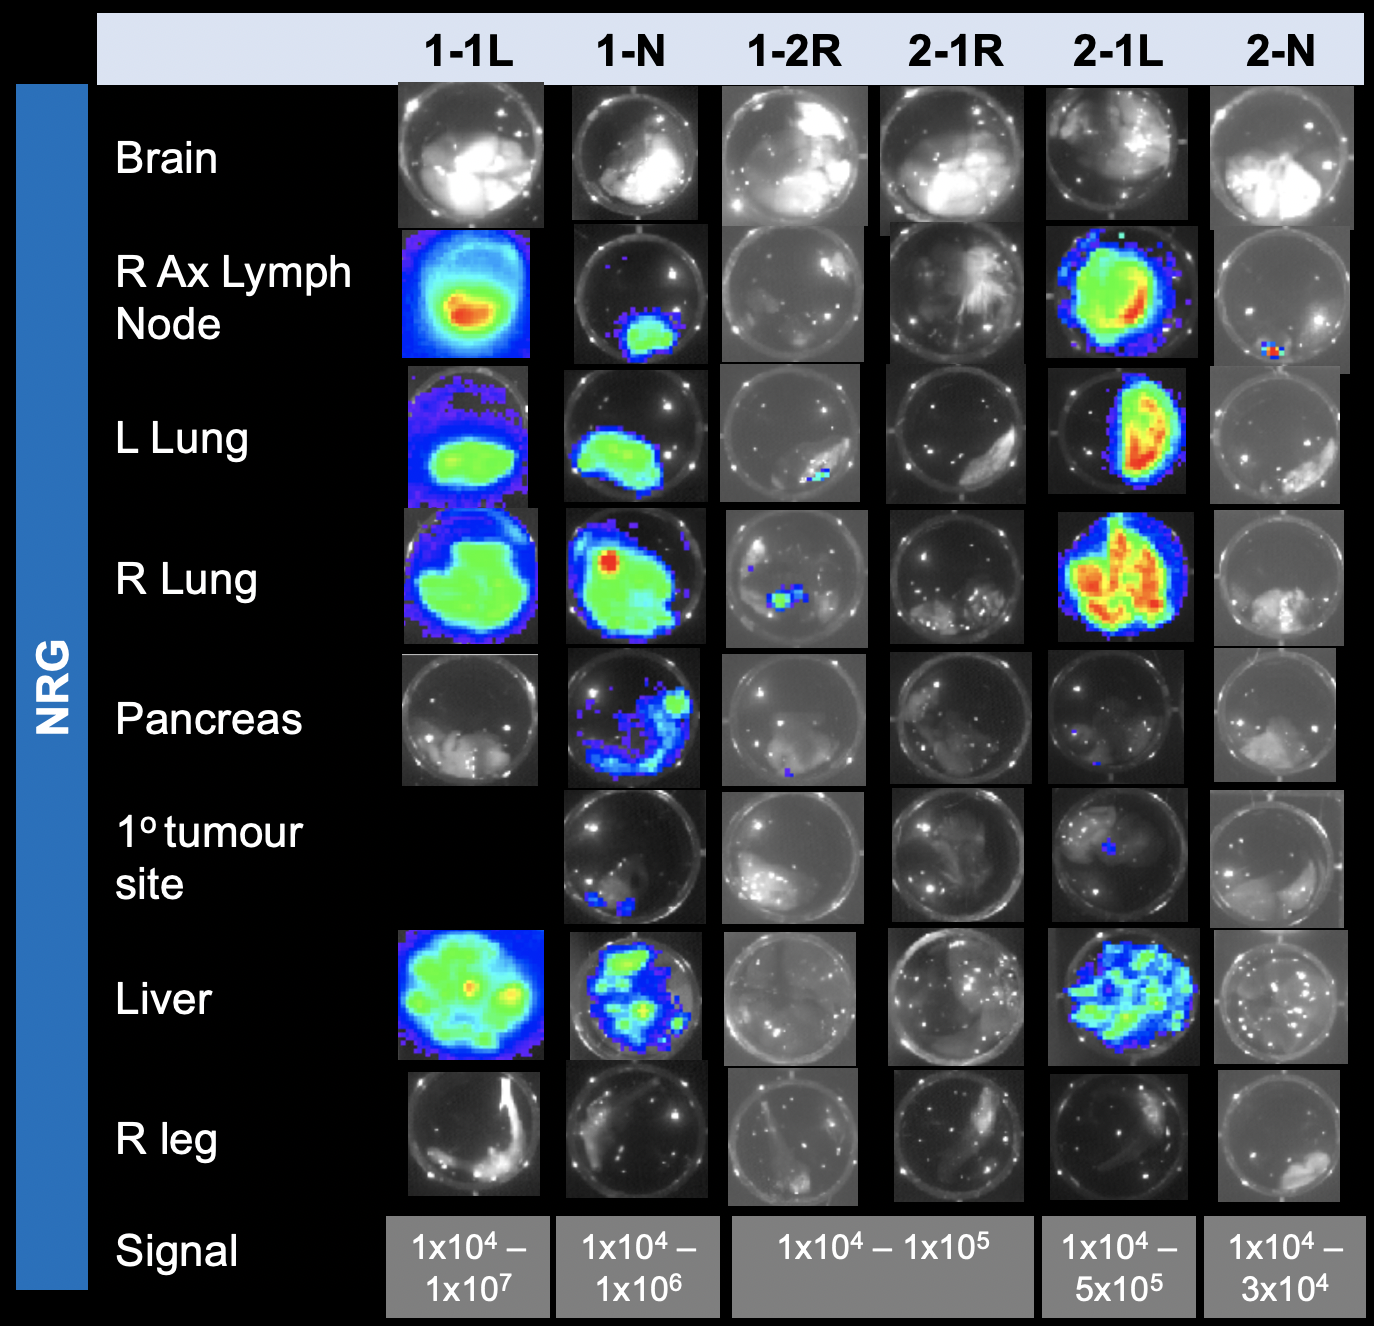 1-1L 1-N 1-2R 2-1R 2-1L 2-N
NRG
Brain
R Ax Lymph
Node
L Lung
R Lung
Pancreas
1º tumour
site
Liver
R leg
Signal
1x10⁴ –
1x10⁷
1x10⁴ –
1x10⁶
1x10⁴ – 1x10⁵
1x10⁴ –
5x10⁵
1x10⁴ –
3x10⁴